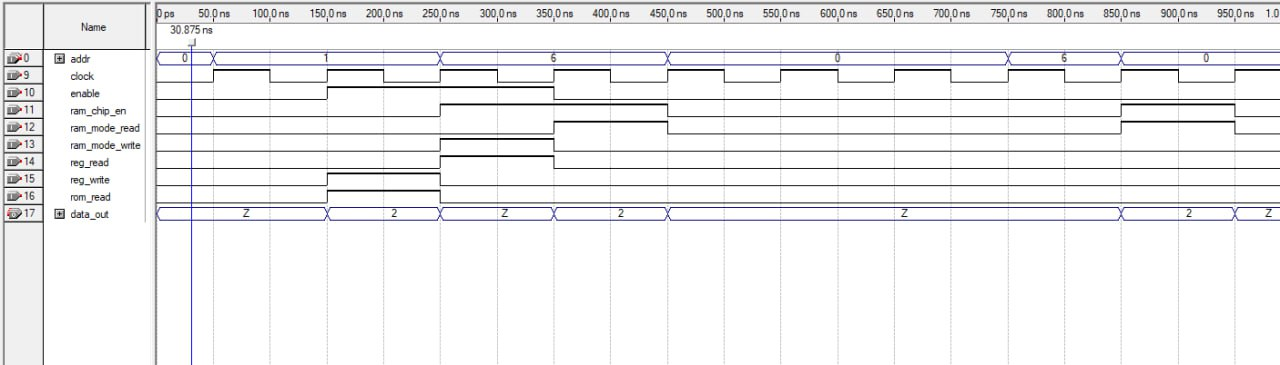 Name
0 ps 50.0 ns 100.0 ns 150.0 ns 200.0 ns 250.0 ns 300.0 ns 350.0 ns 400.0 ns 450.0 ns 500.0 ns 550.0 ns 600.0 ns 650.0 ns 700.0 ns 750.0 ns 800.0 ns 850.0 ns 900.0 ns 950.0 ns 1.0
30.875 ns
0 addr 0 1 6 0 6 0
9 clock
10 enable
11 ram_chip_en
12 ram_mode_read
13 ram_mode_write
14 reg_read
15 reg_write
16 rom_read
17 data_out Z 2 Z 2 Z 2 Z